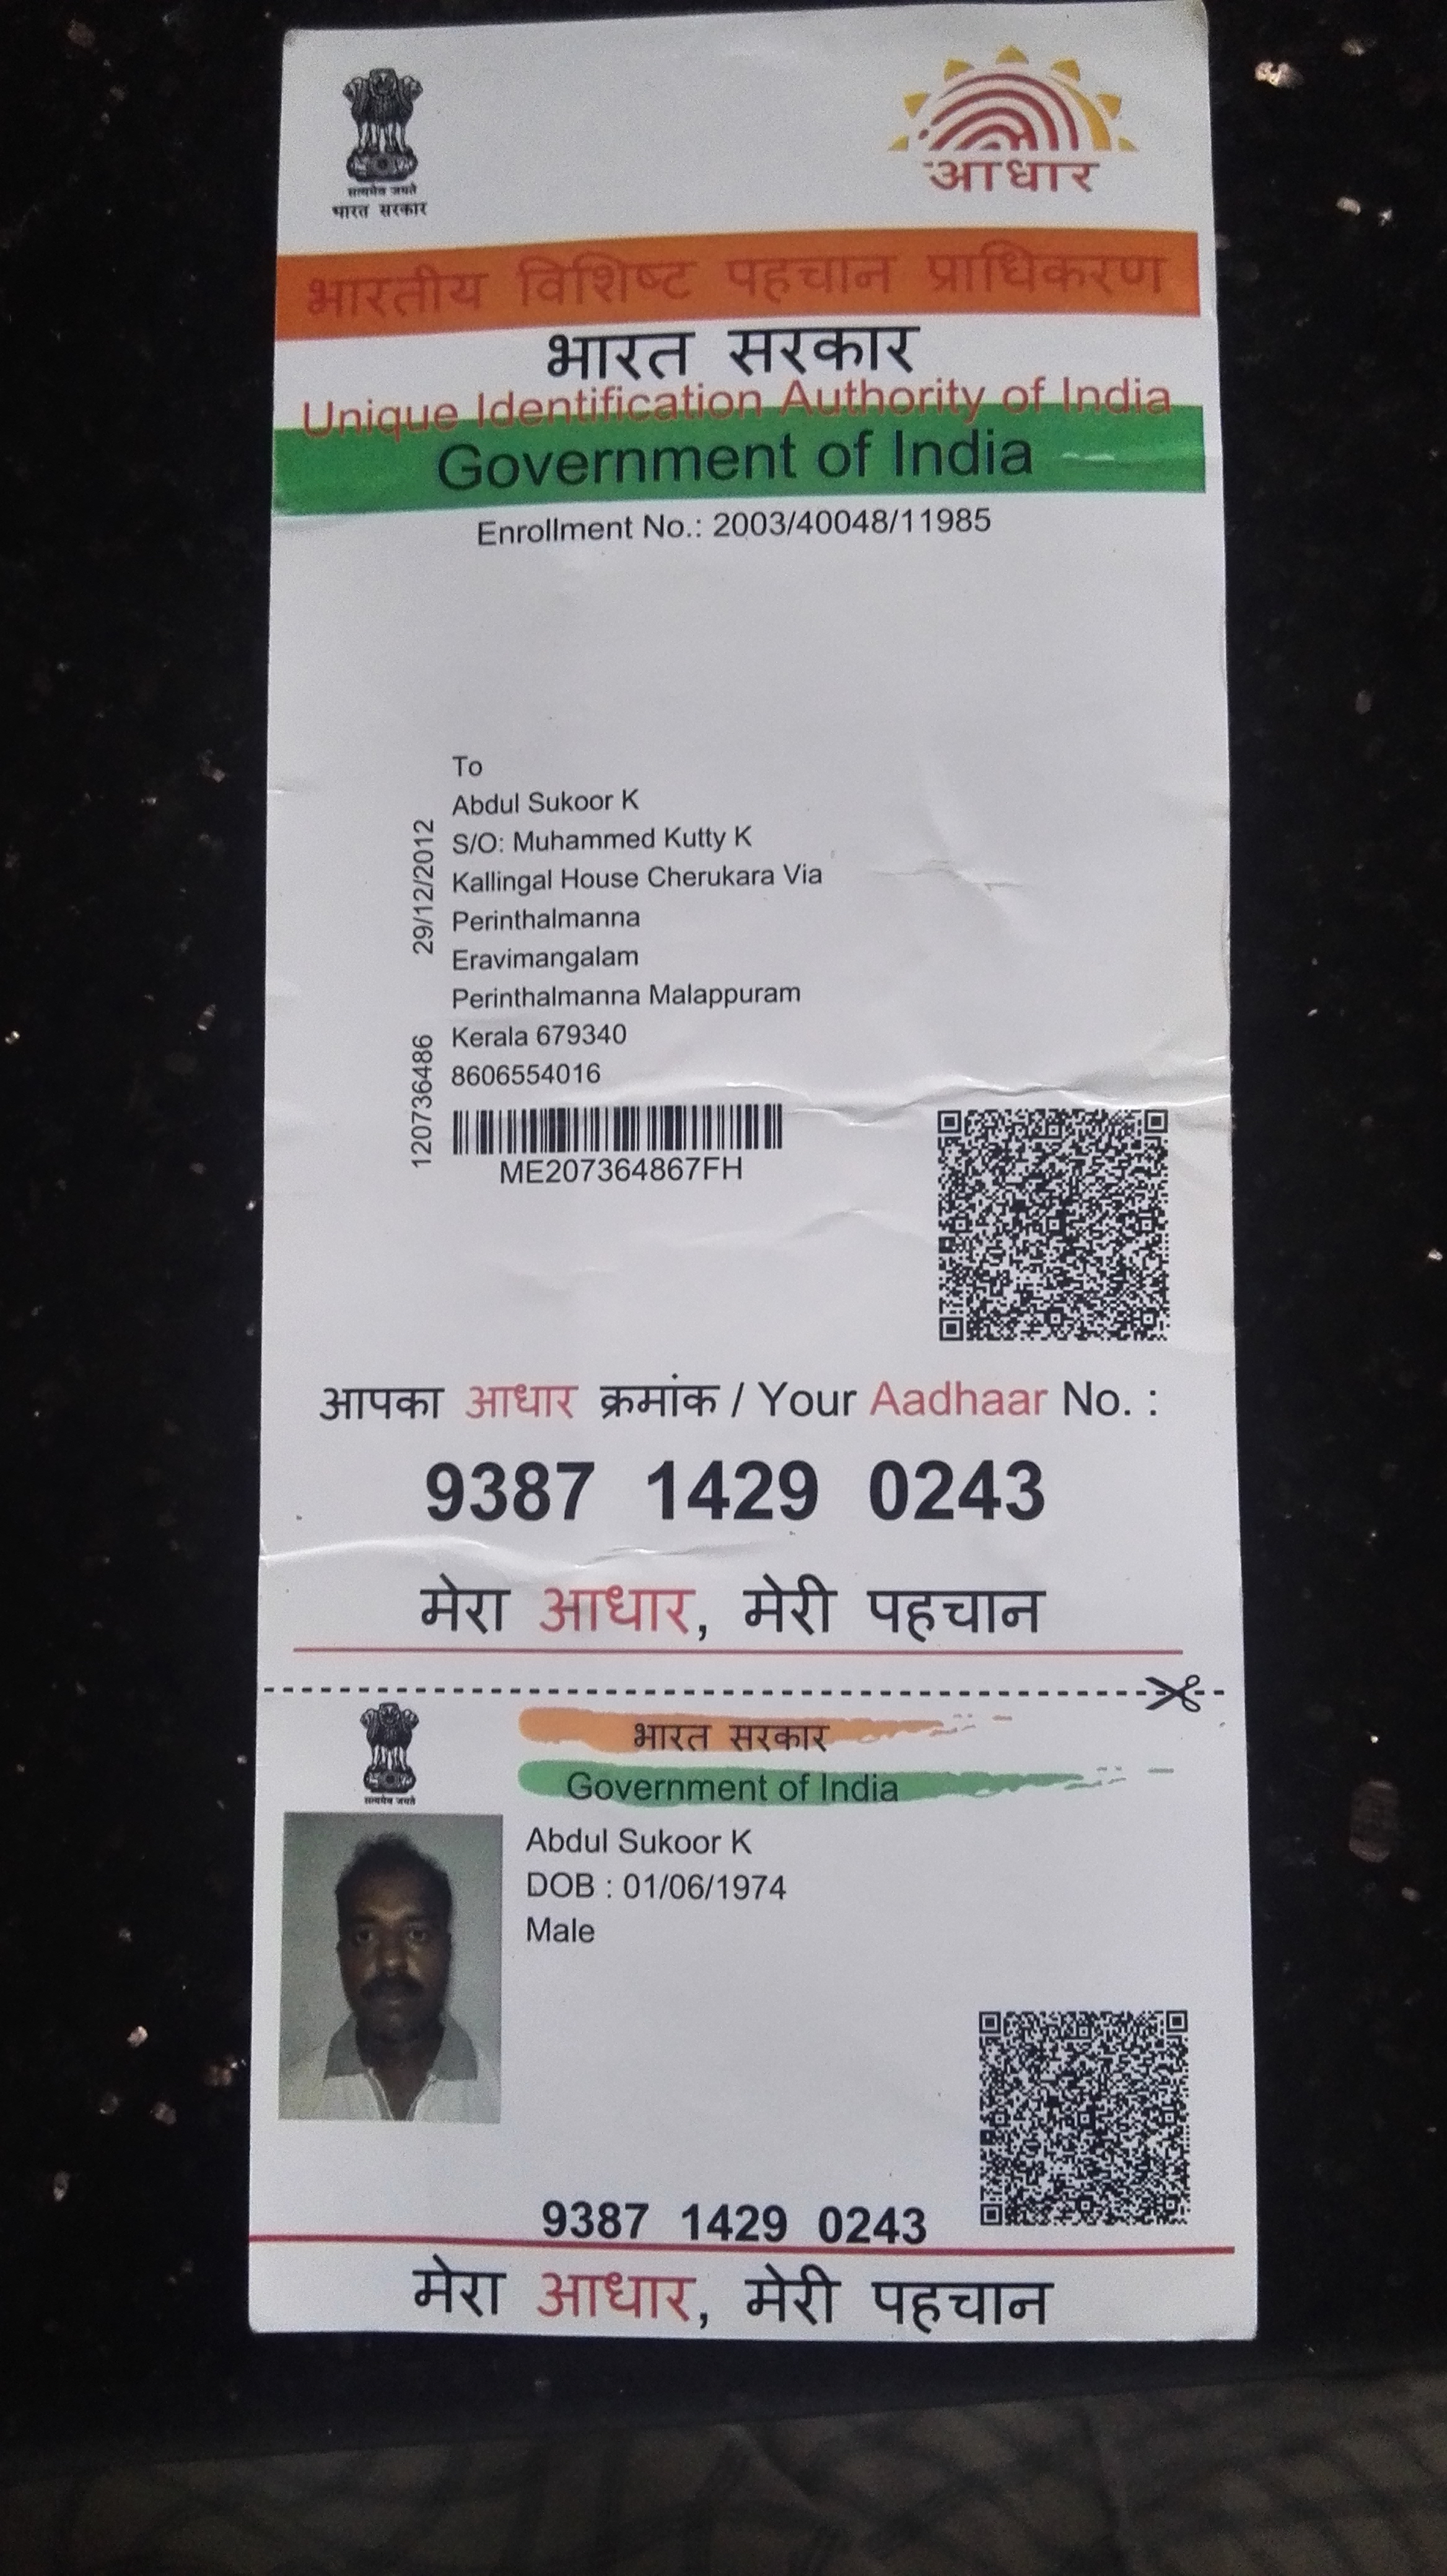 सत्यमेव जयते
भारत सरकार
आधार
भारतीय विशिष्ट पहचान प्राधिकरण
भारत सरकार
Unique Identification Authority of India
Government of India
Enrollment No.: 2003/40048/11985
To
Abdul Sukoor K
S/O: Muhammed Kutty K
Kallingal House Cherukara Via
Perinthalmanna
Eravimangalam
Perinthalmanna Malappuram
Kerala 679340
8606554016
29/12/2012
120736486
ME207364867FH
आपका आधार क्रमांक / Your Aadhaar No. :
9387 1429 0243
मेरा आधार, मेरी पहचान
सत्यमेव जयते
भारत सरकार
Government of India
Abdul Sukoor K
DOB : 01/06/1974
Male
9387 1429 0243
मेरा आधार, मेरी पहचान